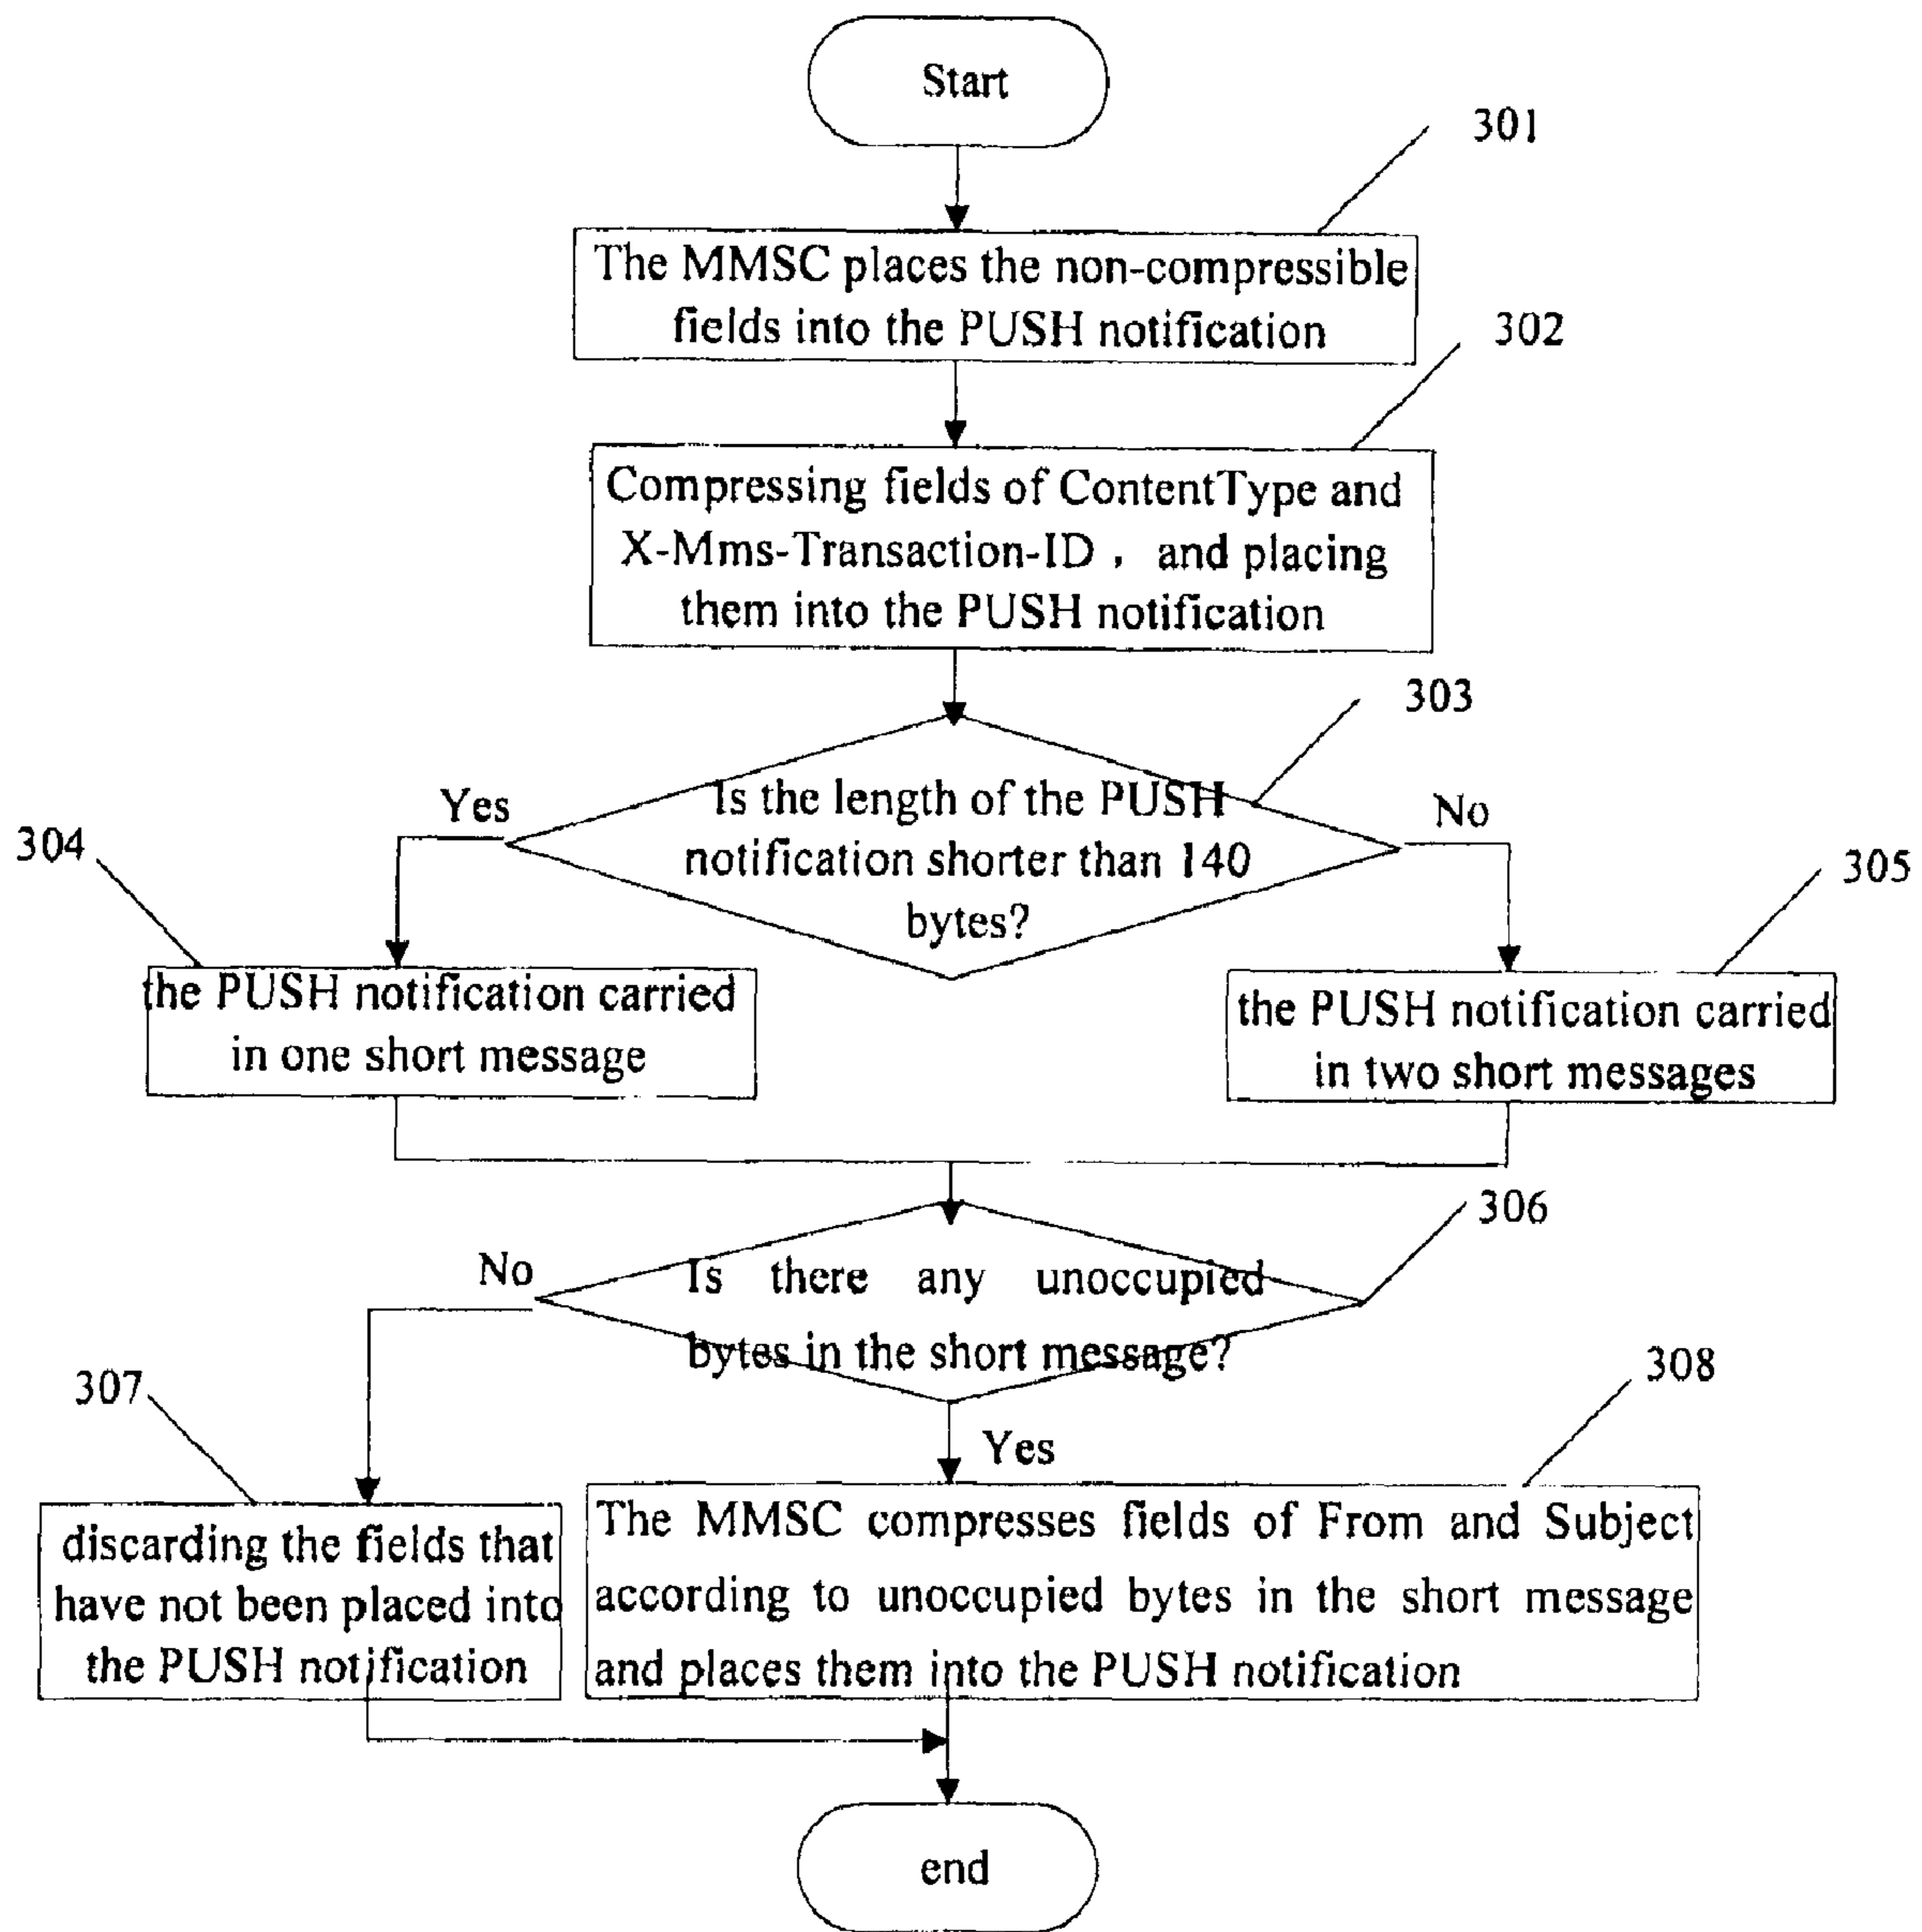 Start
301
The MMSC places the non-compressible
fields into the PUSH notification
302
Compressing fields of ContentType and
X-Mms-Transaction-ID , and placing
them into the PUSH notification
303
Is the length of the PUSH
notification shorter than 140
bytes?
Yes
No
304
305
the PUSH notification carried
in one short message
the PUSH notification carried
in two short messages
306
Is there any unoccupied
bytes in the short message?
No
Yes
307
308
discarding the fields that
have not been placed into
the PUSH notification
The MMSC compresses fields of From and Subject
according to unoccupied bytes in the short message
and places them into the PUSH notification
end